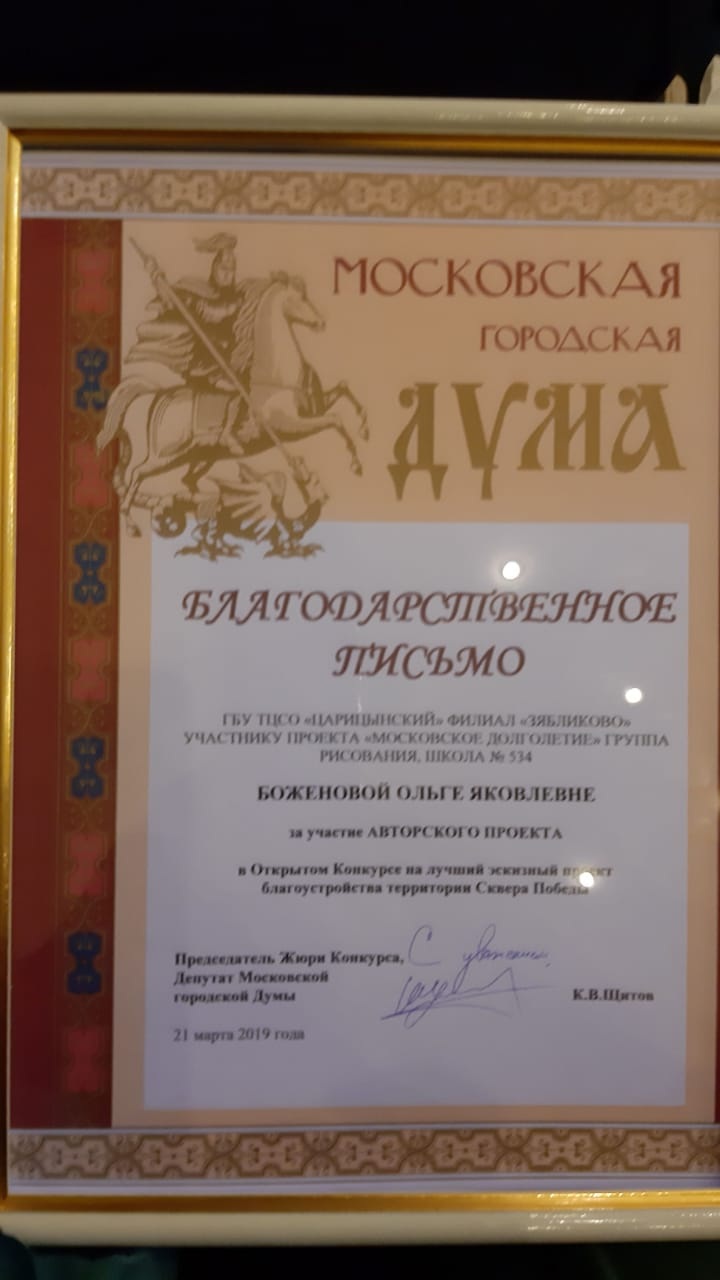 МОСКОВСКАЯ
ГОРОДСКАЯ
ДУМА
БЛАГОДАРСТВЕННОЕ
ПИСЬМО
ГБУ ТЦСО «ЦАРИЦЫНСКИЙ» ФИЛИАЛ «ЗЯБЛИКОВО»
УЧАСТНИКУ ПРОЕКТА «МОСКОВСКОЕ ДОЛГОЛЕТИЕ» ГРУППА
РИСОВАНИЯ, ШКОЛА № 534
БОЖЕНОВОЙ ОЛЬГЕ ЯКОВЛЕВНЕ
за участие АВТОРСКОГО ПРОЕКТА
в Открытом Конкурсе на лучший эскизный проект
благоустройства территории Сквера Победы
Председатель Жюри Конкурса, С уважением
Депутат Московской
городской Думы К.В.Щитов
21 марта 2019 года